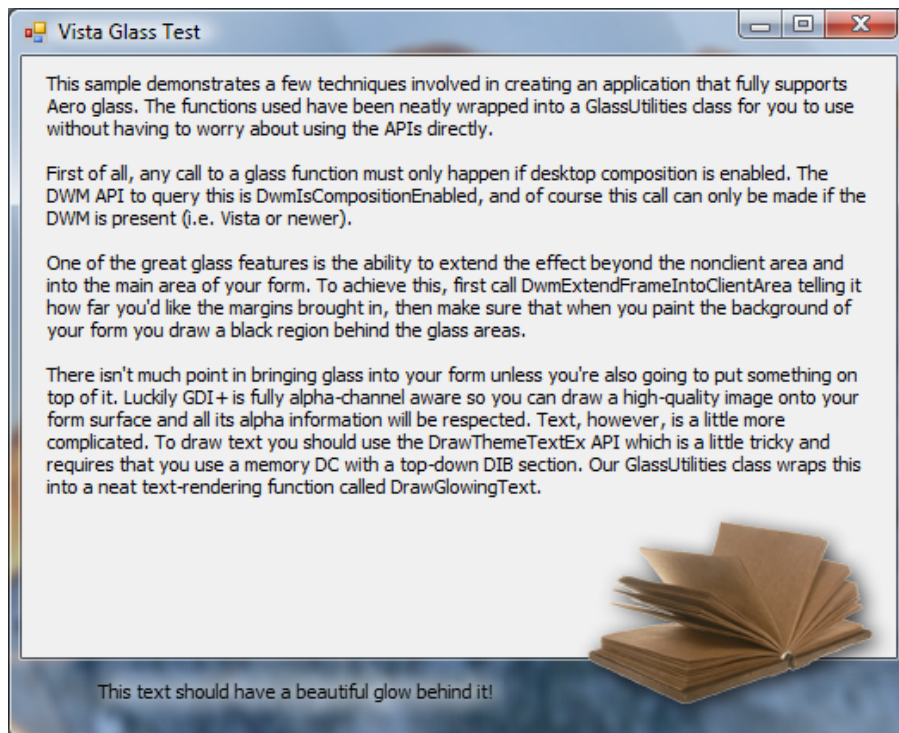 Vista Glass Test
This sample demonstrates a few techniques involved in creating an application that fully supports
Aero glass. The functions used have been neatly wrapped into a GlassUtilities class for you to use
without having to worry about using the APIs directly.
First of all, any call to a glass function must only happen if desktop composition is enabled. The
DWM API to query this is DwmIsCompositionEnabled, and of course this call can only be made if the
DWM is present (i.e. Vista or newer).
One of the great glass features is the ability to extend the effect beyond the nonclient area and
into the main area of your form. To achieve this, first call DwmExtendFrameIntoClientArea telling it
how far you'd like the margins brought in, then make sure that when you paint the background of
your form you draw a black region behind the glass areas.
There isn't much point in bringing glass into your form unless you're also going to put something on
top of it. Luckily GDI+ is fully alpha-channel aware so you can draw a high-quality image onto your
form surface and all its alpha information will be respected. Text, however, is a little more
complicated. To draw text you should use the DrawThemeTextEx API which is a little tricky and
requires that you use a memory DC with a top-down DIB section. Our GlassUtilities class wraps this
into a neat text-rendering function called DrawGlowingText.
This text should have a beautiful glow behind it!